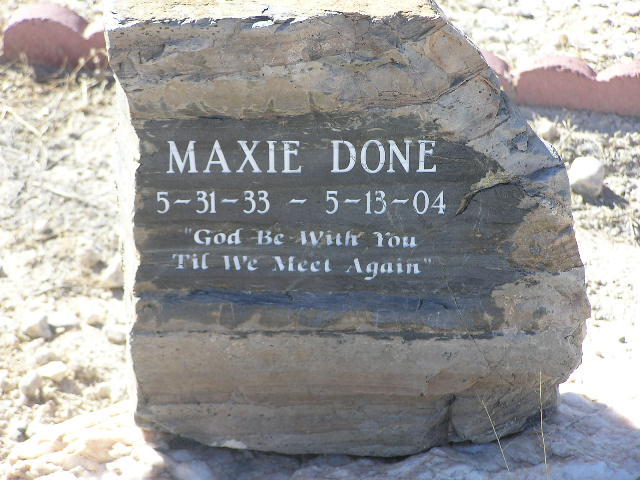 MAXIE DONE
5-31-33 - 5-13-04
"God Be With You
Til We Meet Again"